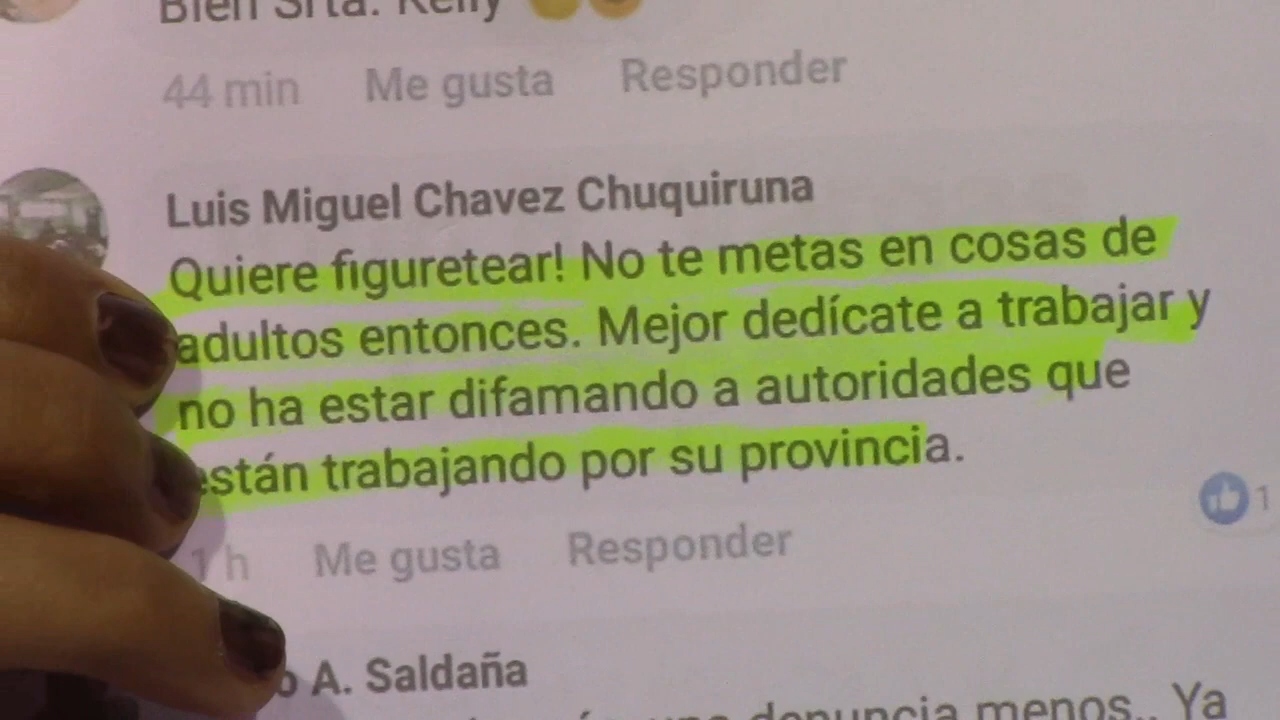 Bien Srta. Kelly
44 min Me gusta Responder
Luis Miguel Chavez Chuquiruna
Quiere figuretear! No te metas en cosas de
adultos entonces. Mejor dedícate a trabajar y
no ha estar difamando a autoridades que
están trabajando por su provincia.
1
1 h Me gusta Responder
o A. Saldaña
denuncia menos.. Ya